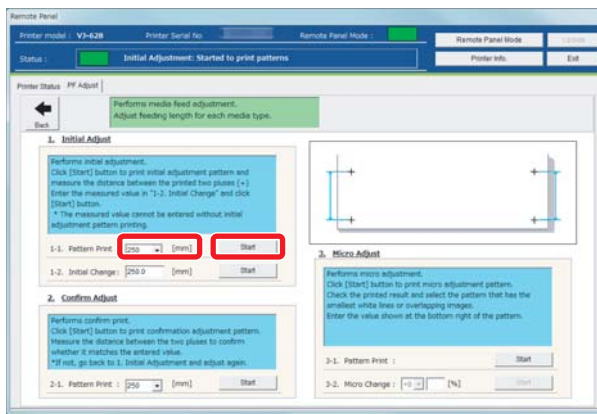 Remote Panel
Printer model : VJ-628 Printer Serial No. Remote Panel Mode :
Remote Panel Mode
Status : Initial Adjustment: Started to print patterns
Printer Info. Exit
Printer Status PF Adjust
Back
Performs media feed adjustment.
Adjust feeding length for each media type.
1. Initial Adjust
Performs initial adjustment.
Click [Start] button to print initial adjustment pattern and
measure the distance between the printed two pluses (+)
Enter the measured value in "1-2. Initial Change" and click
[Start] button.
* The measured value cannot be entered without initial
adjustment pattern printing.
1-1. Pattern Print 250 [mm] Start
1-2. Initial Change : 250.0 [mm] Start
2. Confirm Adjust
Performs confirm print.
Click [Start] button to print confirmation adjustment pattern.
Measure the distance between the two pluses to confirm
whether it matches the entered value.
*If not, go back to 1. Initial Adjustment and adjust again.
2-1. Pattern Print : 250 [mm] Start
3. Micro Adjust
Performs micro adjustment.
Click [Start] button to print micro adjustment pattern.
Check the printed result and select the pattern that has the
smallest white lines or overlapping images.
Enter the value shown at the bottom right of the pattern.
3-1. Pattern Print : Start
3-2. Micro Change : +0 [%] Start